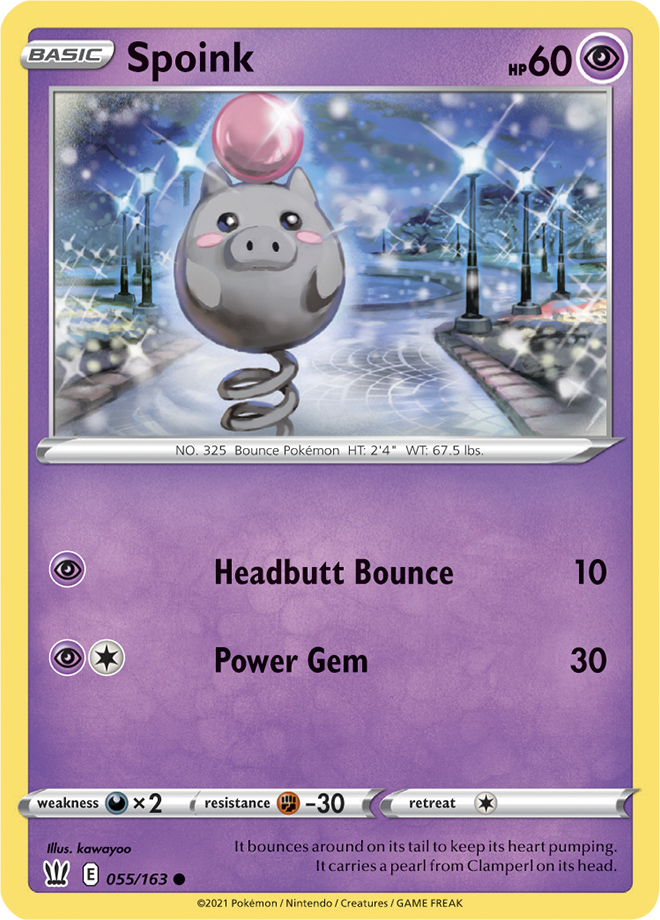 BASIC Spoink HP60
NO. 325 Bounce Pokémon HT: 2'4" WT: 67.5 lbs.
Headbutt Bounce 10
Power Gem 30
weakness ×2 resistance -30 retreat
Illus. kawayoo
It bounces around on its tail to keep its heart pumping.
It carries a pearl from Clamperl on its head.
E 055/163
©2021 Pokémon / Nintendo / Creatures / GAME FREAK